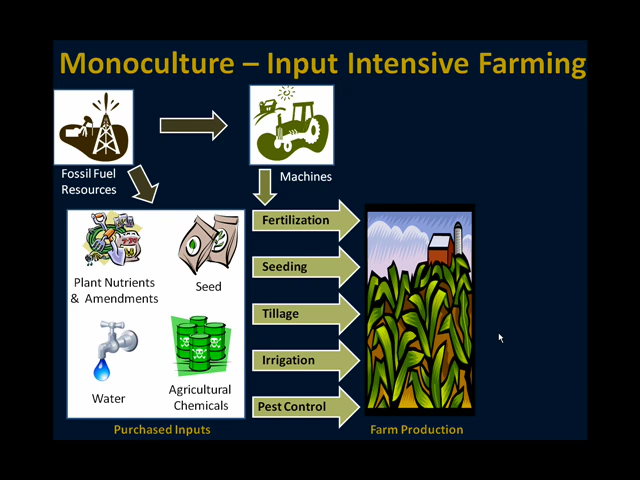 Monoculture – Input Intensive Farming
Fossil Fuel
Resources
Machines
Plant Nutrients
& Amendments
Seed
Water
Agricultural
Chemicals
Purchased Inputs
Fertilization
Seeding
Tillage
Irrigation
Pest Control
Farm Production